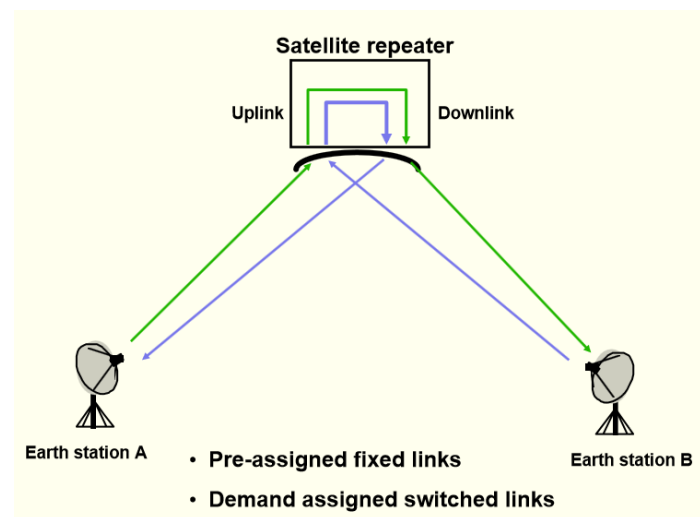 Satellite repeater
Uplink
Downlink
Earth station A
Earth station B
• Pre-assigned fixed links
• Demand assigned switched links